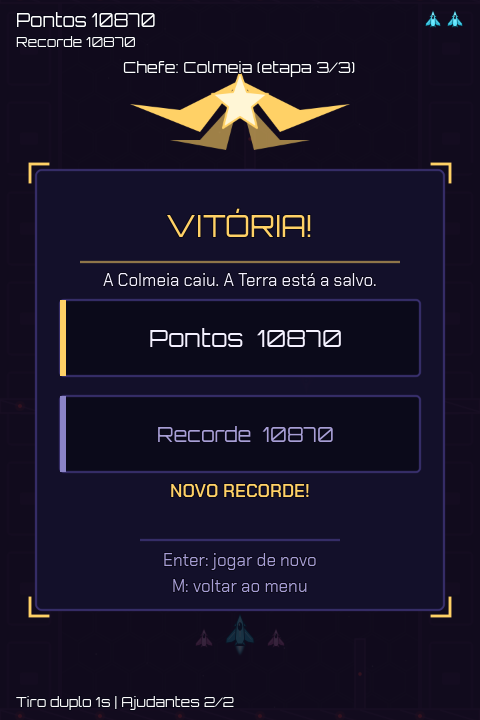 Pontos 10870
Recorde 10870
Chefe: Colmeia (etapa 3/3)
VITÓRIA!
A Colmeia caiu. A Terra está a salvo.
Pontos 10870
Recorde 10870
NOVO RECORDE!
Enter: jogar de novo
M: voltar ao menu
Tiro duplo 1s | Ajudantes 2/2